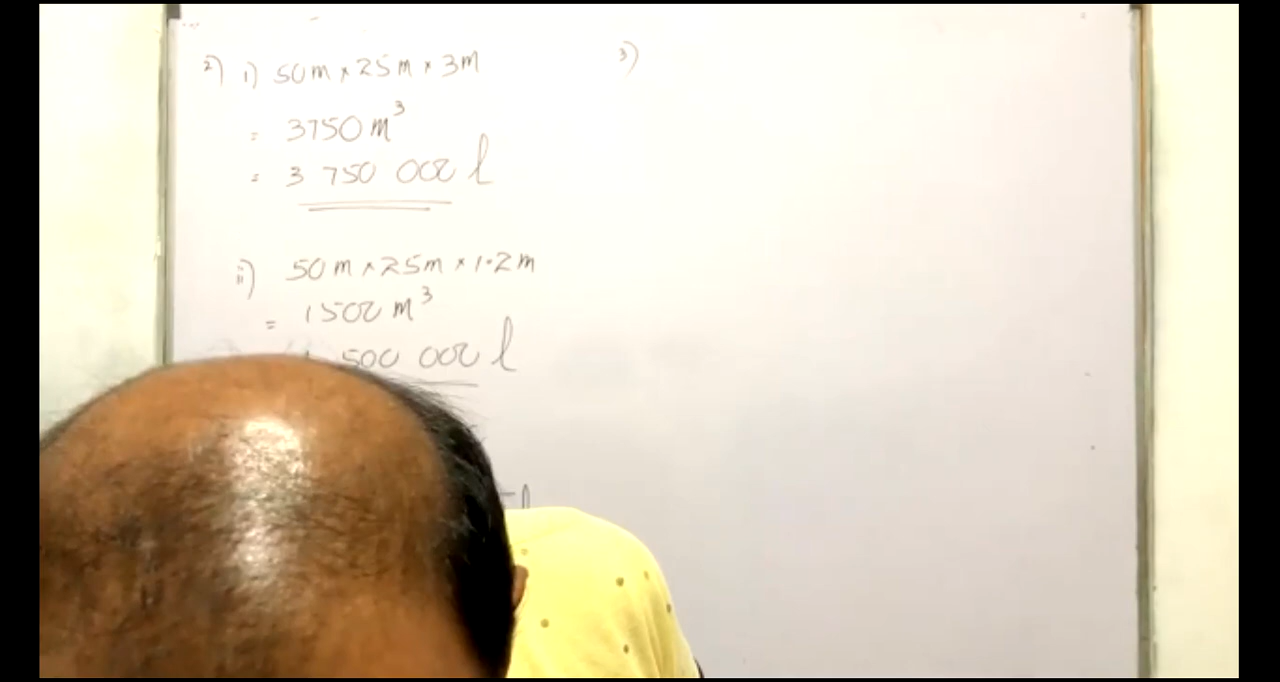 2) i) 50m × 25m × 3m
= 3750 m³
= 3 750 000 l
ii) 50m × 25m × 1.2m
= 1500 m³
500 000 l
3)